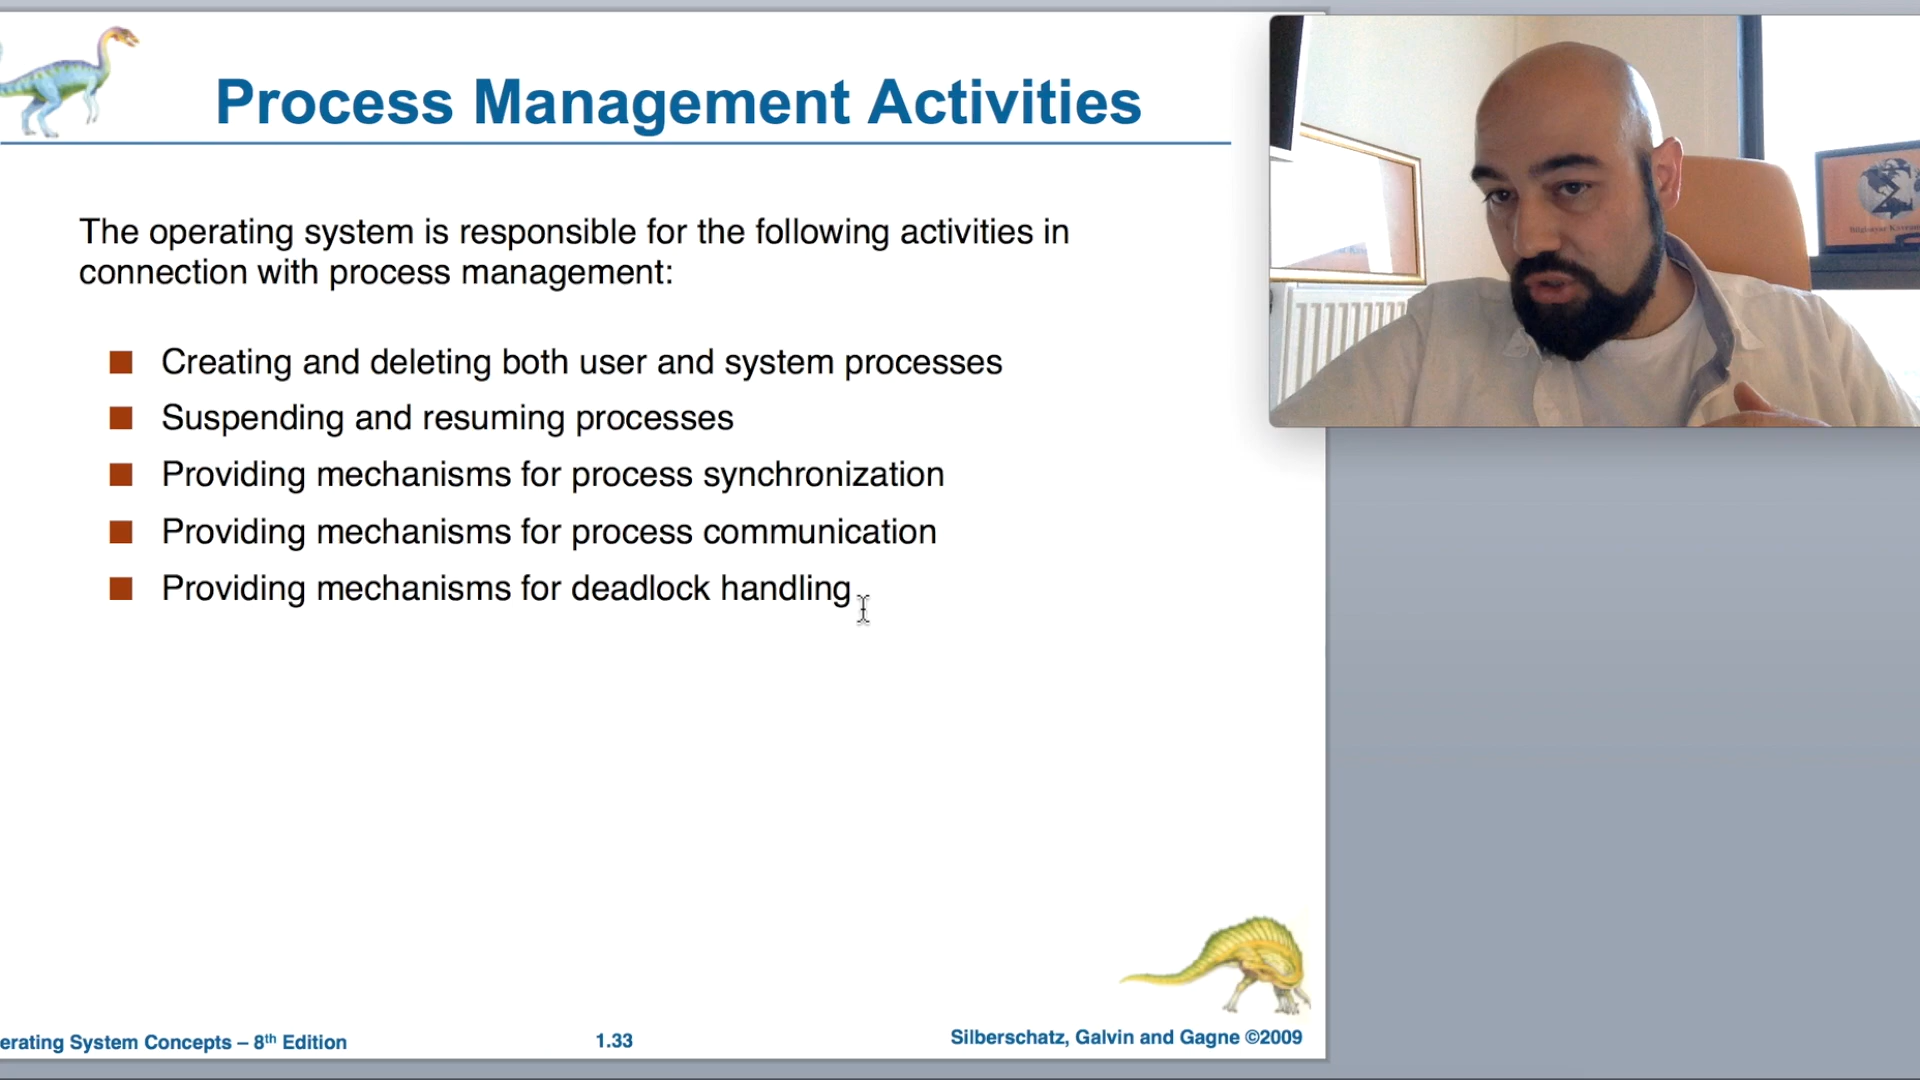 Process Management Activities
The operating system is responsible for the following activities in
connection with process management:
Creating and deleting both user and system processes
Suspending and resuming processes
Providing mechanisms for process synchronization
Providing mechanisms for process communication
Providing mechanisms for deadlock handling
erating System Concepts – 8th Edition
1.33
Silberschatz, Galvin and Gagne ©2009